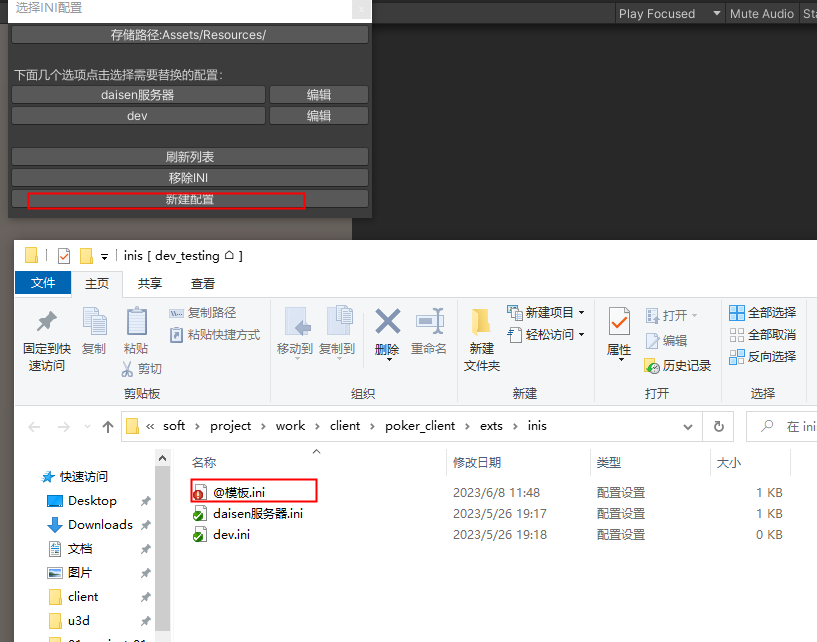 选择INI配置
Play Focused
Mute Audio
Sta
存储路径:Assets/Resources/
下面几个选项点击选择需要替换的配置:
daisen服务器 编辑
dev 编辑
刷新列表
移除INI
新建配置
inis [ dev_testing ]
文件 主页 共享 查看
固定到快速访问
复制
粘贴
复制路径
粘贴快捷方式
剪切
剪贴板
移动到 复制到 删除 重命名
组织
新建文件夹
新建项目
轻松访问
新建
属性
打开
编辑
历史记录
打开
全部选择
全部取消
反向选择
选择
« soft › project › work › client › poker_client › exts › inis
在 ini
名称 修改日期 类型 大小
@模板.ini 2023/6/8 11:48 配置设置 1 KB
daisen服务器.ini 2023/5/26 19:17 配置设置 1 KB
dev.ini 2023/5/26 19:18 配置设置 0 KB
快速访问
Desktop
Downloads
文档
图片
client
u3d